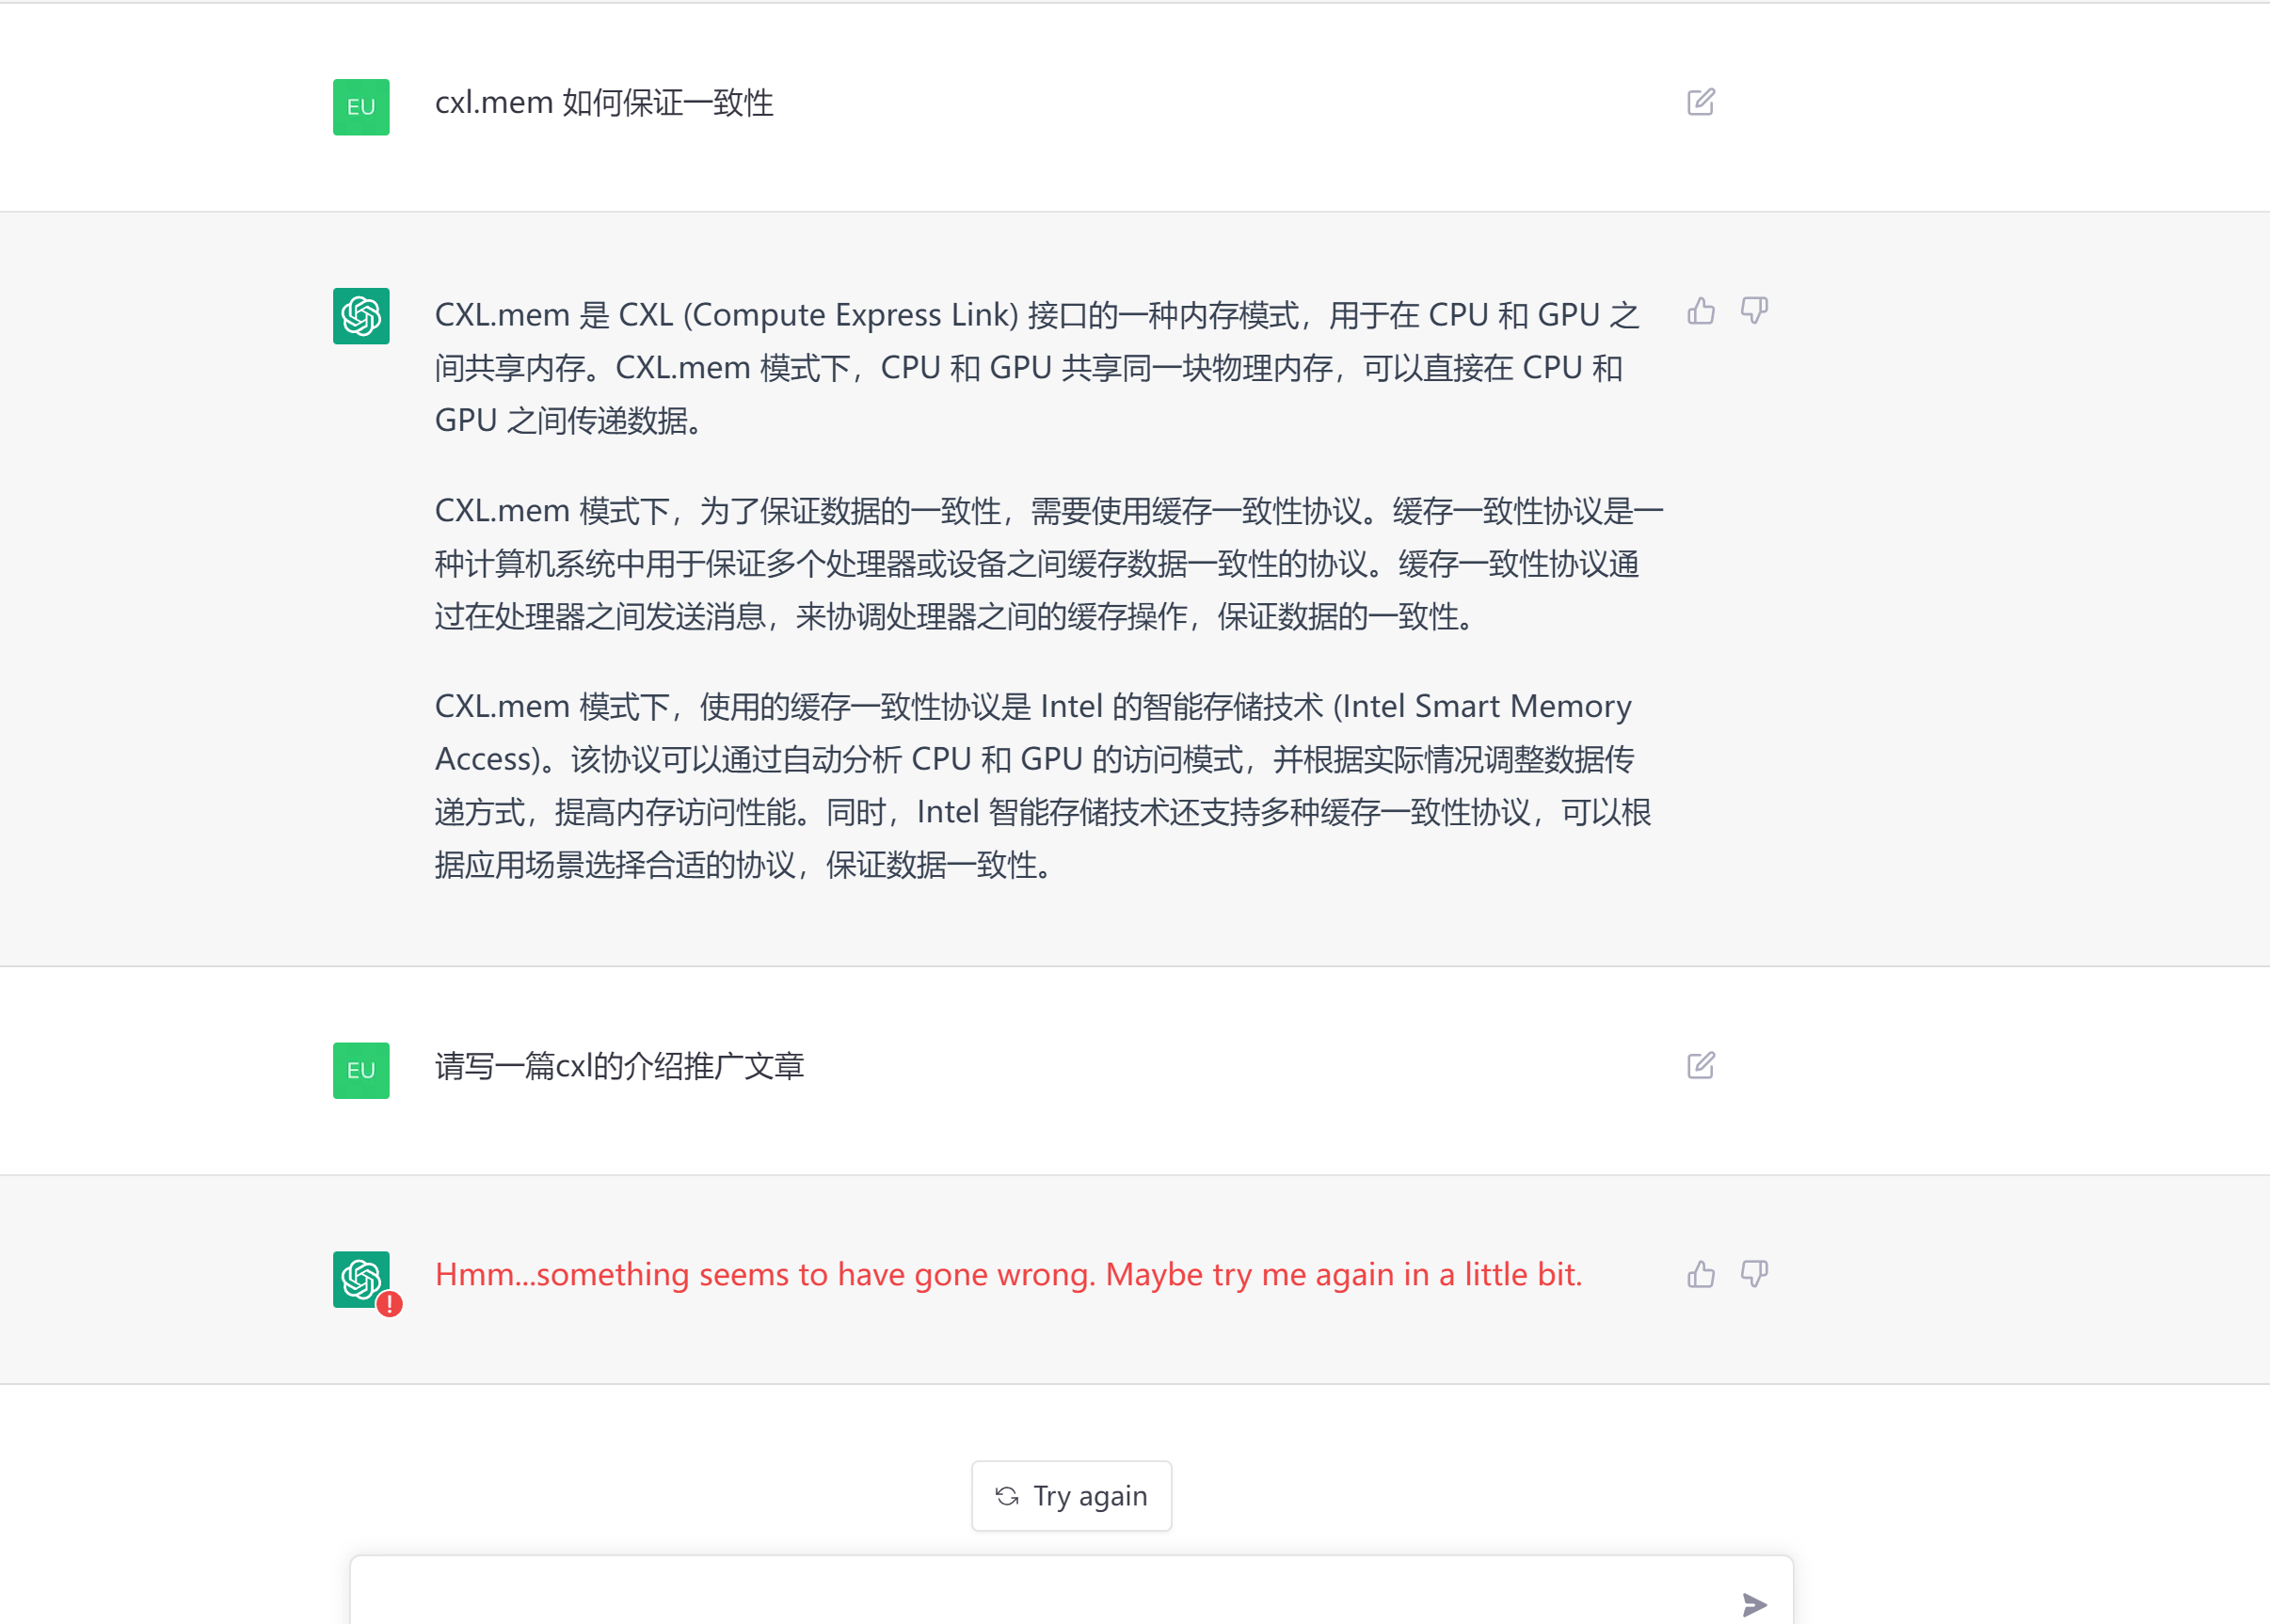 EU
cxl.mem 如何保证一致性
CXL.mem 是 CXL (Compute Express Link) 接口的一种内存模式，用于在 CPU 和 GPU 之
间共享内存。CXL.mem 模式下，CPU 和 GPU 共享同一块物理内存，可以直接在 CPU 和
GPU 之间传递数据。
CXL.mem 模式下，为了保证数据的一致性，需要使用缓存一致性协议。缓存一致性协议是一
种计算机系统中用于保证多个处理器或设备之间缓存数据一致性的协议。缓存一致性协议通
过在处理器之间发送消息，来协调处理器之间的缓存操作，保证数据的一致性。
CXL.mem 模式下，使用的缓存一致性协议是 Intel 的智能存储技术 (Intel Smart Memory
Access)。该协议可以通过自动分析 CPU 和 GPU 的访问模式，并根据实际情况调整数据传
递方式，提高内存访问性能。同时，Intel 智能存储技术还支持多种缓存一致性协议，可以根
据应用场景选择合适的协议，保证数据一致性。
EU
请写一篇cxl的介绍推广文章
!
Hmm...something seems to have gone wrong. Maybe try me again in a little bit.
Try again